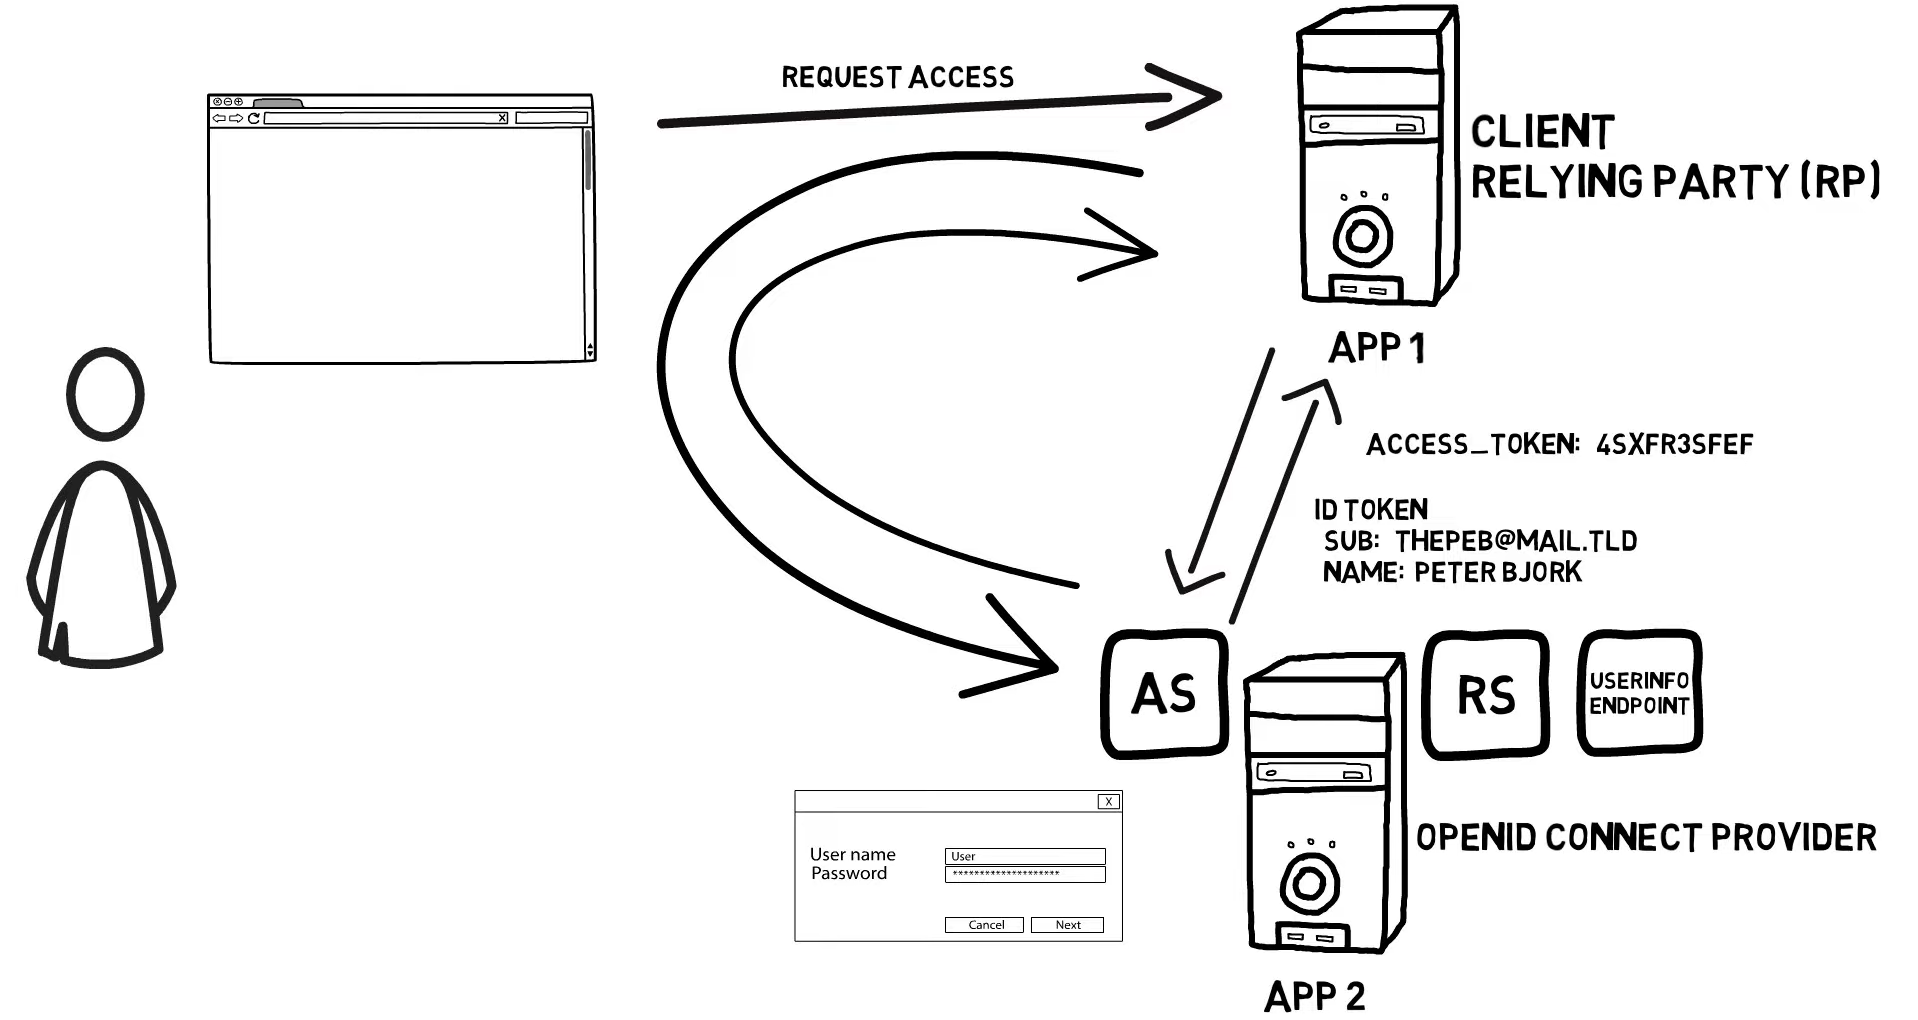 REQUEST ACCESS
X
CLIENT
RELYING PARTY (RP)
APP 1
ACCESS_TOKEN: 4SXFR3SFEF
ID TOKEN
SUB: THEPEB@MAIL.TLD
NAME: PETER BJORK
AS
RS
USERINFO
ENDPOINT
X
User name User
Password ********************
Cancel Next
OPENID CONNECT PROVIDER
APP 2